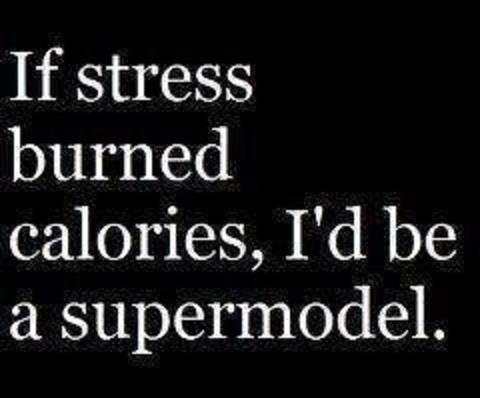 If stress
burned
calories, I'd be
a supermodel.